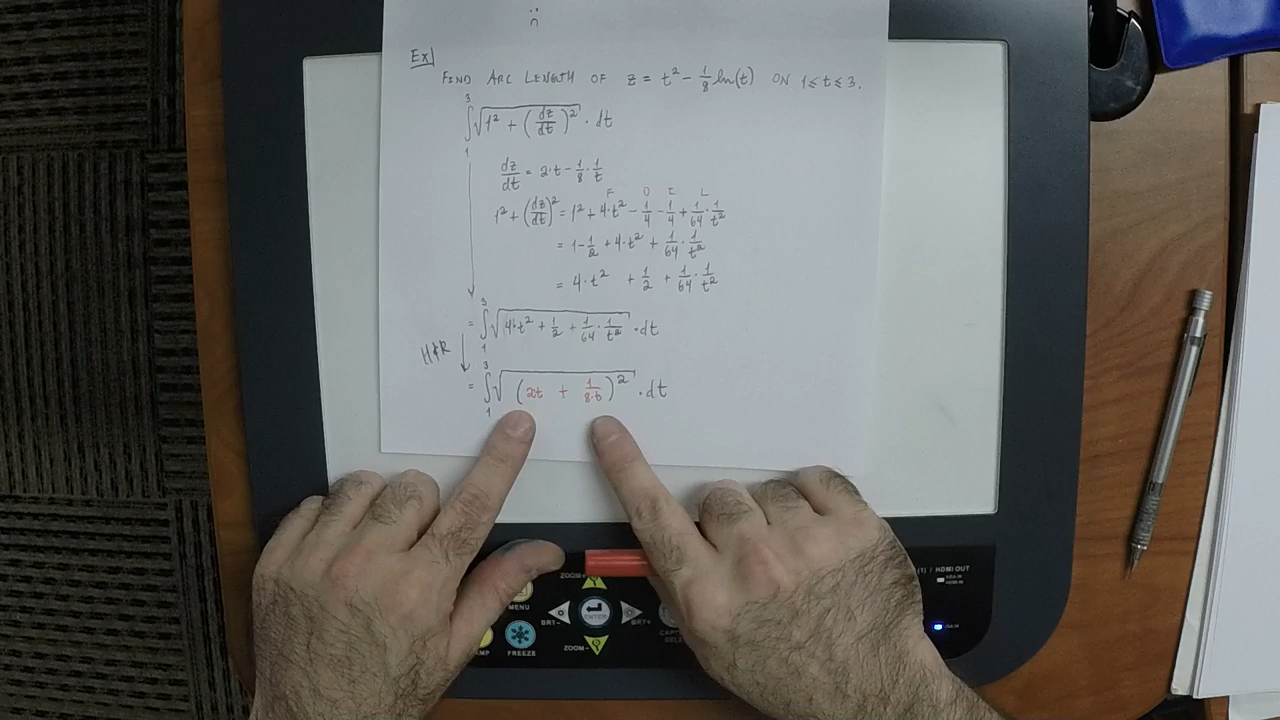 Ex
FIND ARC LENGTH OF z = t² - 1/8 ln(t) ON 1 ≤ t ≤ 3.
∫₁³ √(1² + (dz/dt)²) · dt
dz/dt = 2·t - 1/8 · 1/t
F O I L
1² + (dz/dt)² = 1² + 4·t² - 1/4 - 1/4 + 1/64 · 1/t²
= 1 - 1/2 + 4·t² + 1/64 · 1/t²
= 4·t² + 1/2 + 1/64 · 1/t²
= ∫₁³ √(4·t² + 1/2 + 1/64 · 1/t²) · dt
= ∫₁³ √((2t + 1/(8·t))²) · dt
ZOOM+
MENU
ENTER
BRT-
BRT+
FREEZE
ZOOM-
(1) / HDMI OUT